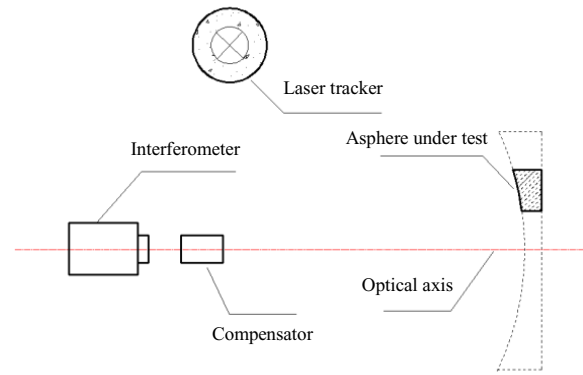 Laser tracker
Asphere under test
Interferometer
Optical axis
Compensator